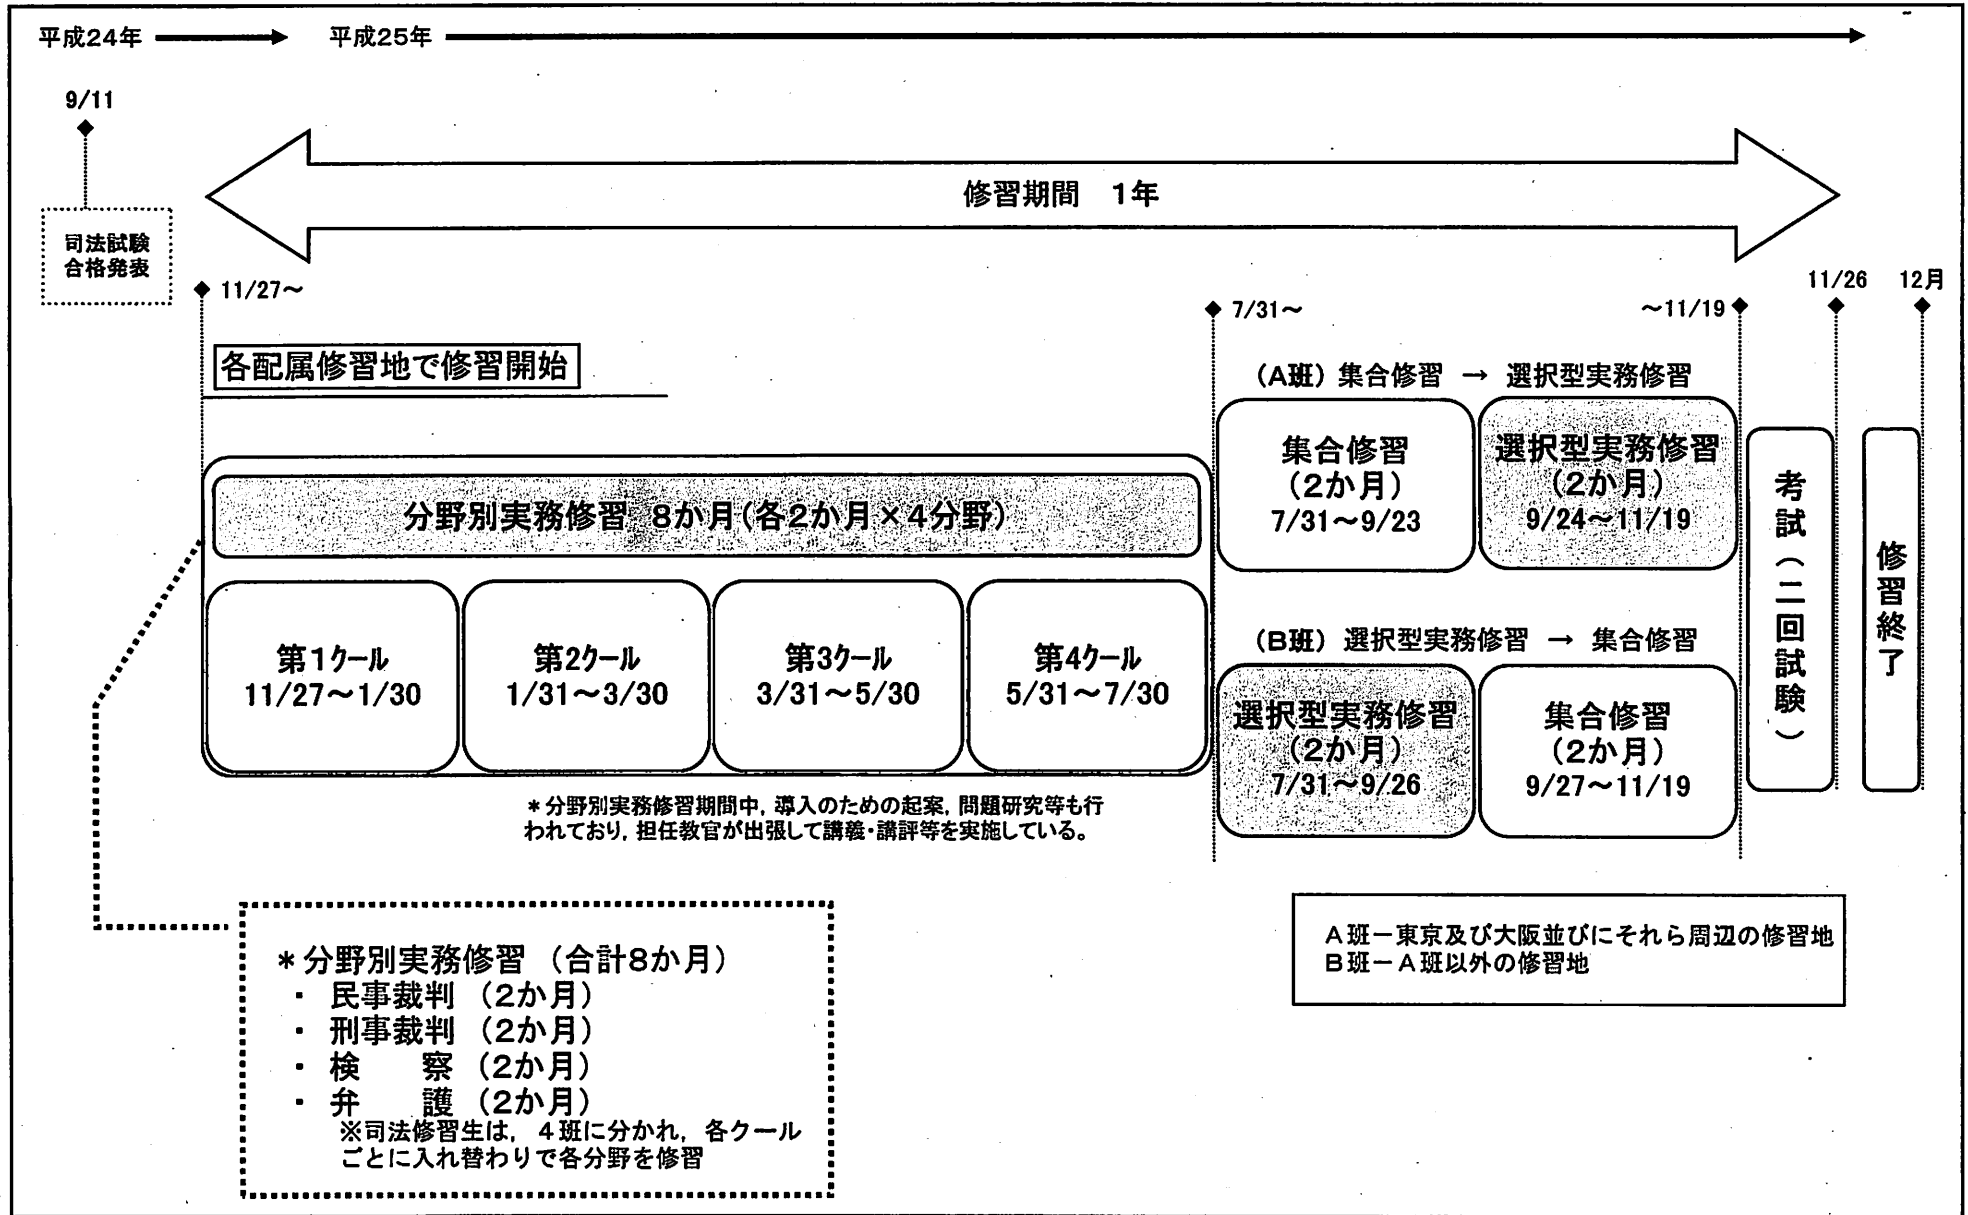 平成24年
平成25年
9/11
司法試験
合格発表
修習期間　１年
11/27～
7/31～
～11/19
11/26
12月
各配属修習地で修習開始
分野別実務修習　８か月（各２か月×４分野）
第１クール
11/27～1/30
第２クール
1/31～3/30
第３クール
3/31～5/30
第４クール
5/31～7/30
＊分野別実務修習期間中，導入のための起案，問題研究等も行
われており，担任教官が出張して講義・講評等を実施している。
（Ａ班）集合修習　→　選択型実務修習
集合修習
（２か月）
7/31～9/23
選択型実務修習
（２か月）
9/24～11/19
（Ｂ班）選択型実務修習　→　集合修習
選択型実務修習
（２か月）
7/31～9/26
集合修習
（２か月）
9/27～11/19
考試（二回試験）
修習終了
＊分野別実務修習　（合計８か月）
・　民事裁判　（２か月）
・　刑事裁判　（２か月）
・　検　　察　（２か月）
・　弁　　護　（２か月）
※司法修習生は，４班に分かれ，各クール
ごとに入れ替わりで各分野を修習
Ａ班－東京及び大阪並びにそれら周辺の修習地
Ｂ班－Ａ班以外の修習地